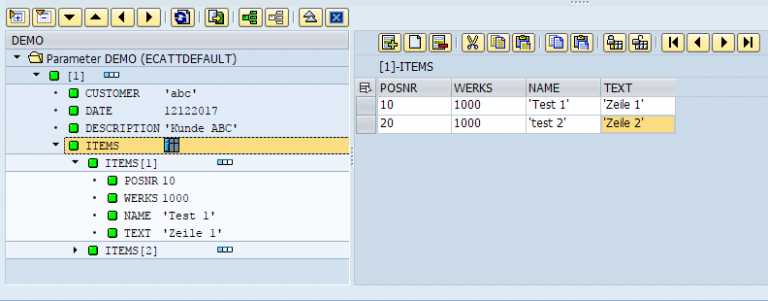 DEMO
Parameter DEMO (ECATTDEFAULT)
[1]
CUSTOMER 'abc'
DATE 12122017
DESCRIPTION 'Kunde ABC'
ITEMS
ITEMS[1]
POSNR 10
WERKS 1000
NAME 'Test 1'
TEXT 'Zeile 1'
ITEMS[2]
[1]-ITEMS
POSNR WERKS NAME TEXT
10 1000 'Test 1' 'Zeile 1'
20 1000 'test 2' 'Zeile 2'